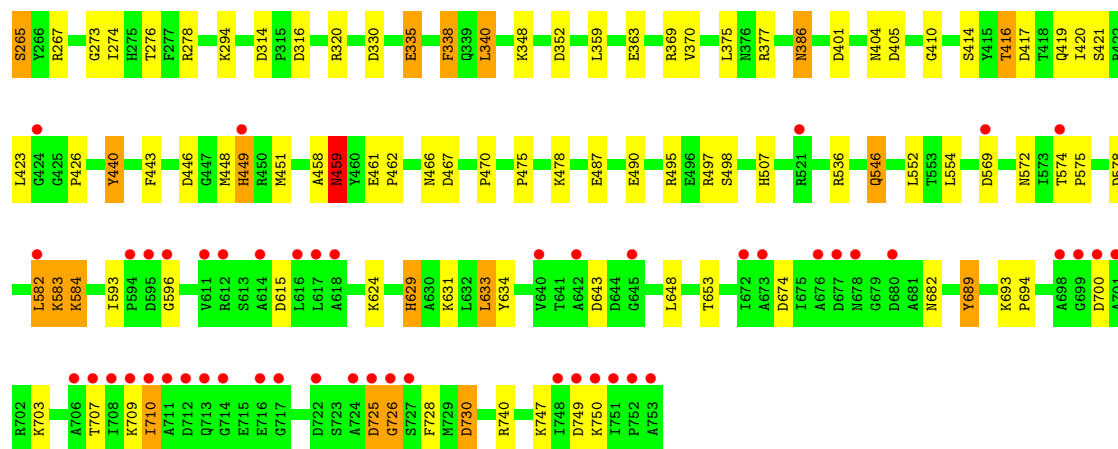 S265 Y266 R267 G273 I274 H275 T276 F277 R278 K294 D314 P315 D316 R320 D330 E335 F338 Q339 L340 K348 D352 L359 E363 R369 V370 L375 N376 R377 N386 D401 N404 D405 G410 S414 Y415 T416 D417 T418 Q419 I420 S421
L423 G424 G425 P426 Y440 F443 D446 G447 M448 H449 R450 M451 A458 N459 Y460 E461 P462 N466 D467 P470 P475 K478 E487 E490 R495 E496 R497 S498 H507 R521 R536 Q546 L552 T553 L554 D569 N572 I573 T574 P575 D578
L582 K583 K584 I593 P594 D595 G596 V611 R612 S613 A614 D615 L616 L617 A618 K624 H629 A630 K631 L632 L633 Y634 V640 T641 A642 D643 D644 G645 L648 T653 I672 A673 D674 I675 A676 D677 N678 G679 D680 A681 N682 Y689 K693 P694 A698 G699 D700
R702 K703 A706 T707 I708 K709 I710 A711 D712 Q713 G714 E715 E716 G717 D722 S723 A724 D725 G726 S727 F728 M729 D730 R740 K747 I748 D749 K750 I751 P752 A753